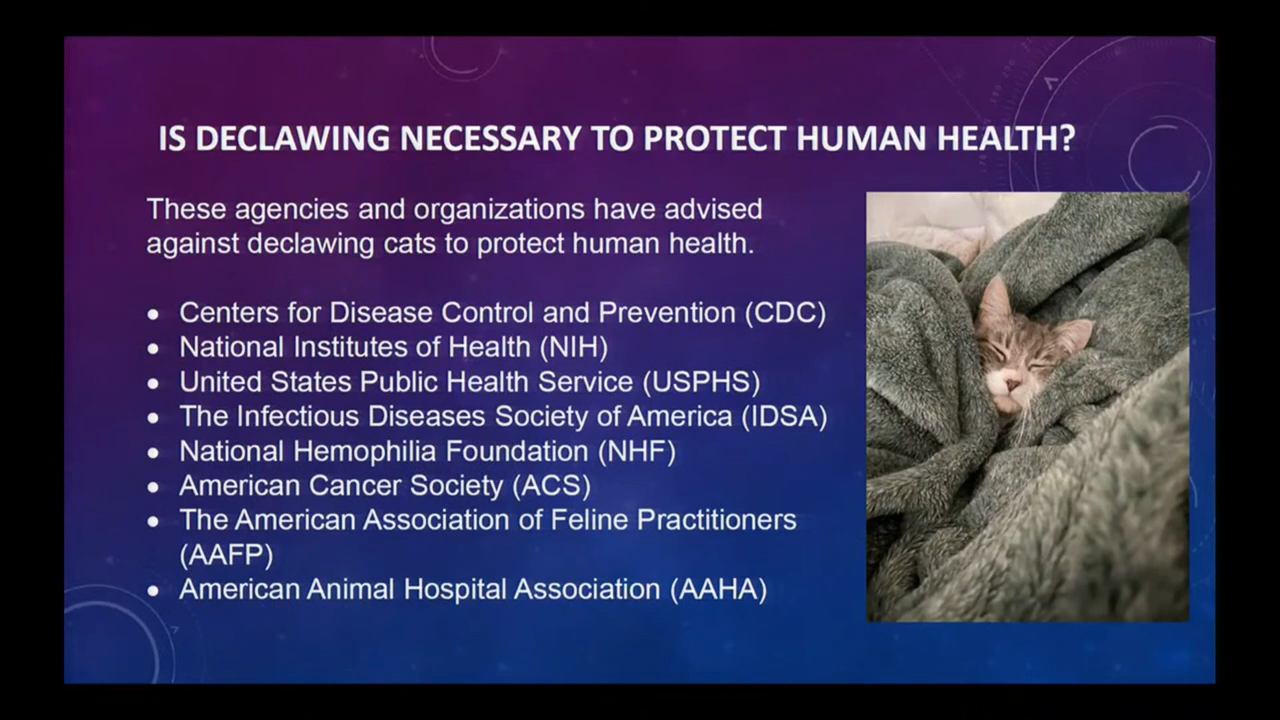 IS DECLAWING NECESSARY TO PROTECT HUMAN HEALTH?
These agencies and organizations have advised
against declawing cats to protect human health.
• Centers for Disease Control and Prevention (CDC)
• National Institutes of Health (NIH)
• United States Public Health Service (USPHS)
• The Infectious Diseases Society of America (IDSA)
• National Hemophilia Foundation (NHF)
• American Cancer Society (ACS)
• The American Association of Feline Practitioners
(AAFP)
• American Animal Hospital Association (AAHA)